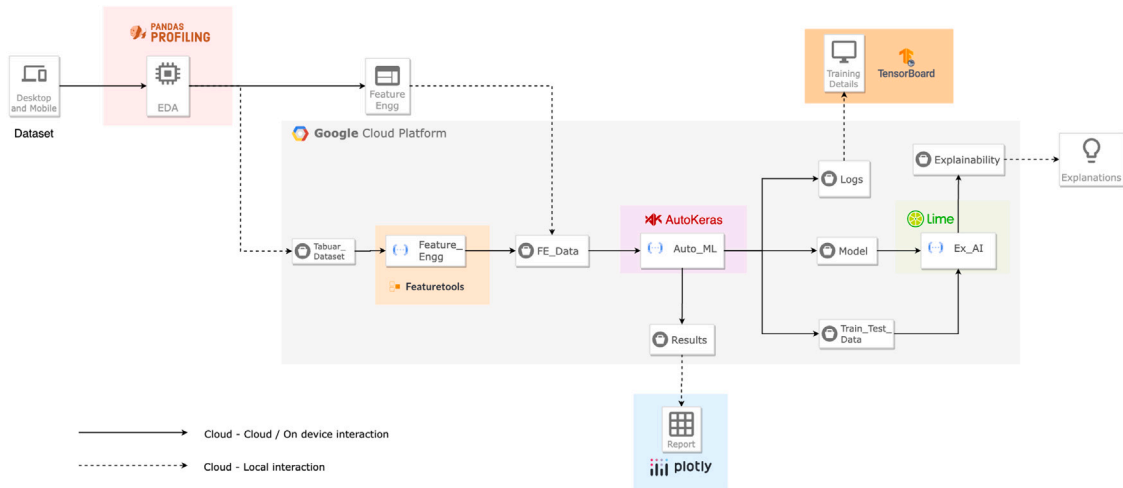 PANDAS
PROFILING
Desktop
and Mobile
Dataset
EDA
Feature
Engg
Training
Details
TensorBoard
Google Cloud Platform
Explainability
Explanations
Logs
AutoKeras
Lime
Tabuar_
Dataset
Feature_
Engg
FE_Data
Auto_ML
Model
Ex_AI
Featuretools
Results
Train_Test_
Data
Report
plotly
Cloud - Cloud / On device interaction
Cloud - Local interaction